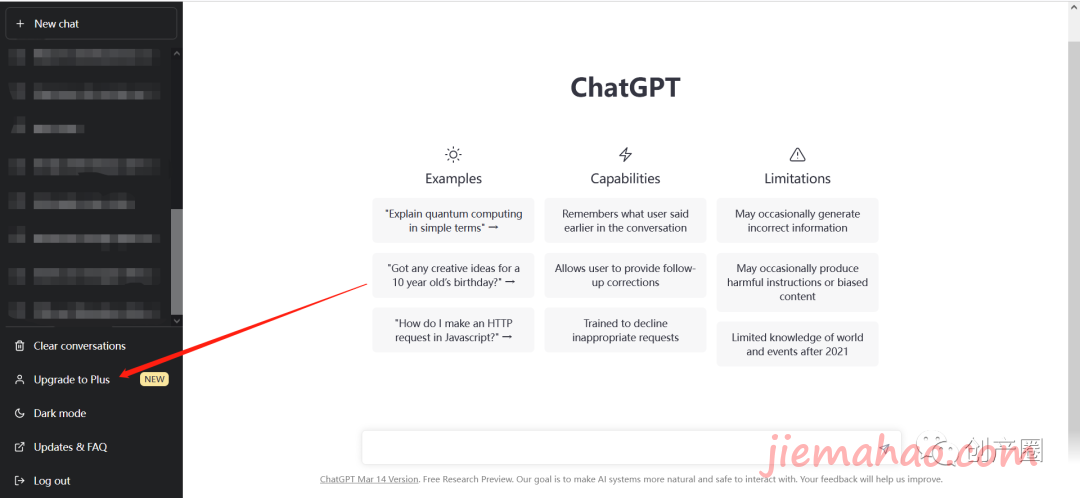 New chat
Clear conversations
Upgrade to Plus
NEW
Dark mode
Updates & FAQ
Log out
ChatGPT
Examples
"Explain quantum computing
in simple terms" →
"Got any creative ideas for a
10 year old's birthday?" →
"How do I make an HTTP
request in Javascript?" →
Capabilities
Remembers what user said
earlier in the conversation
Allows user to provide follow-
up corrections
Trained to decline
inappropriate requests
Limitations
May occasionally generate
incorrect information
May occasionally produce
harmful instructions or biased
content
Limited knowledge of world
and events after 2021
jiemahao.com
创产圈
ChatGPT Mar 14 Version. Free Research Preview. Our goal is to make AI systems more natural and safe to interact with. Your feedback will help us improve.